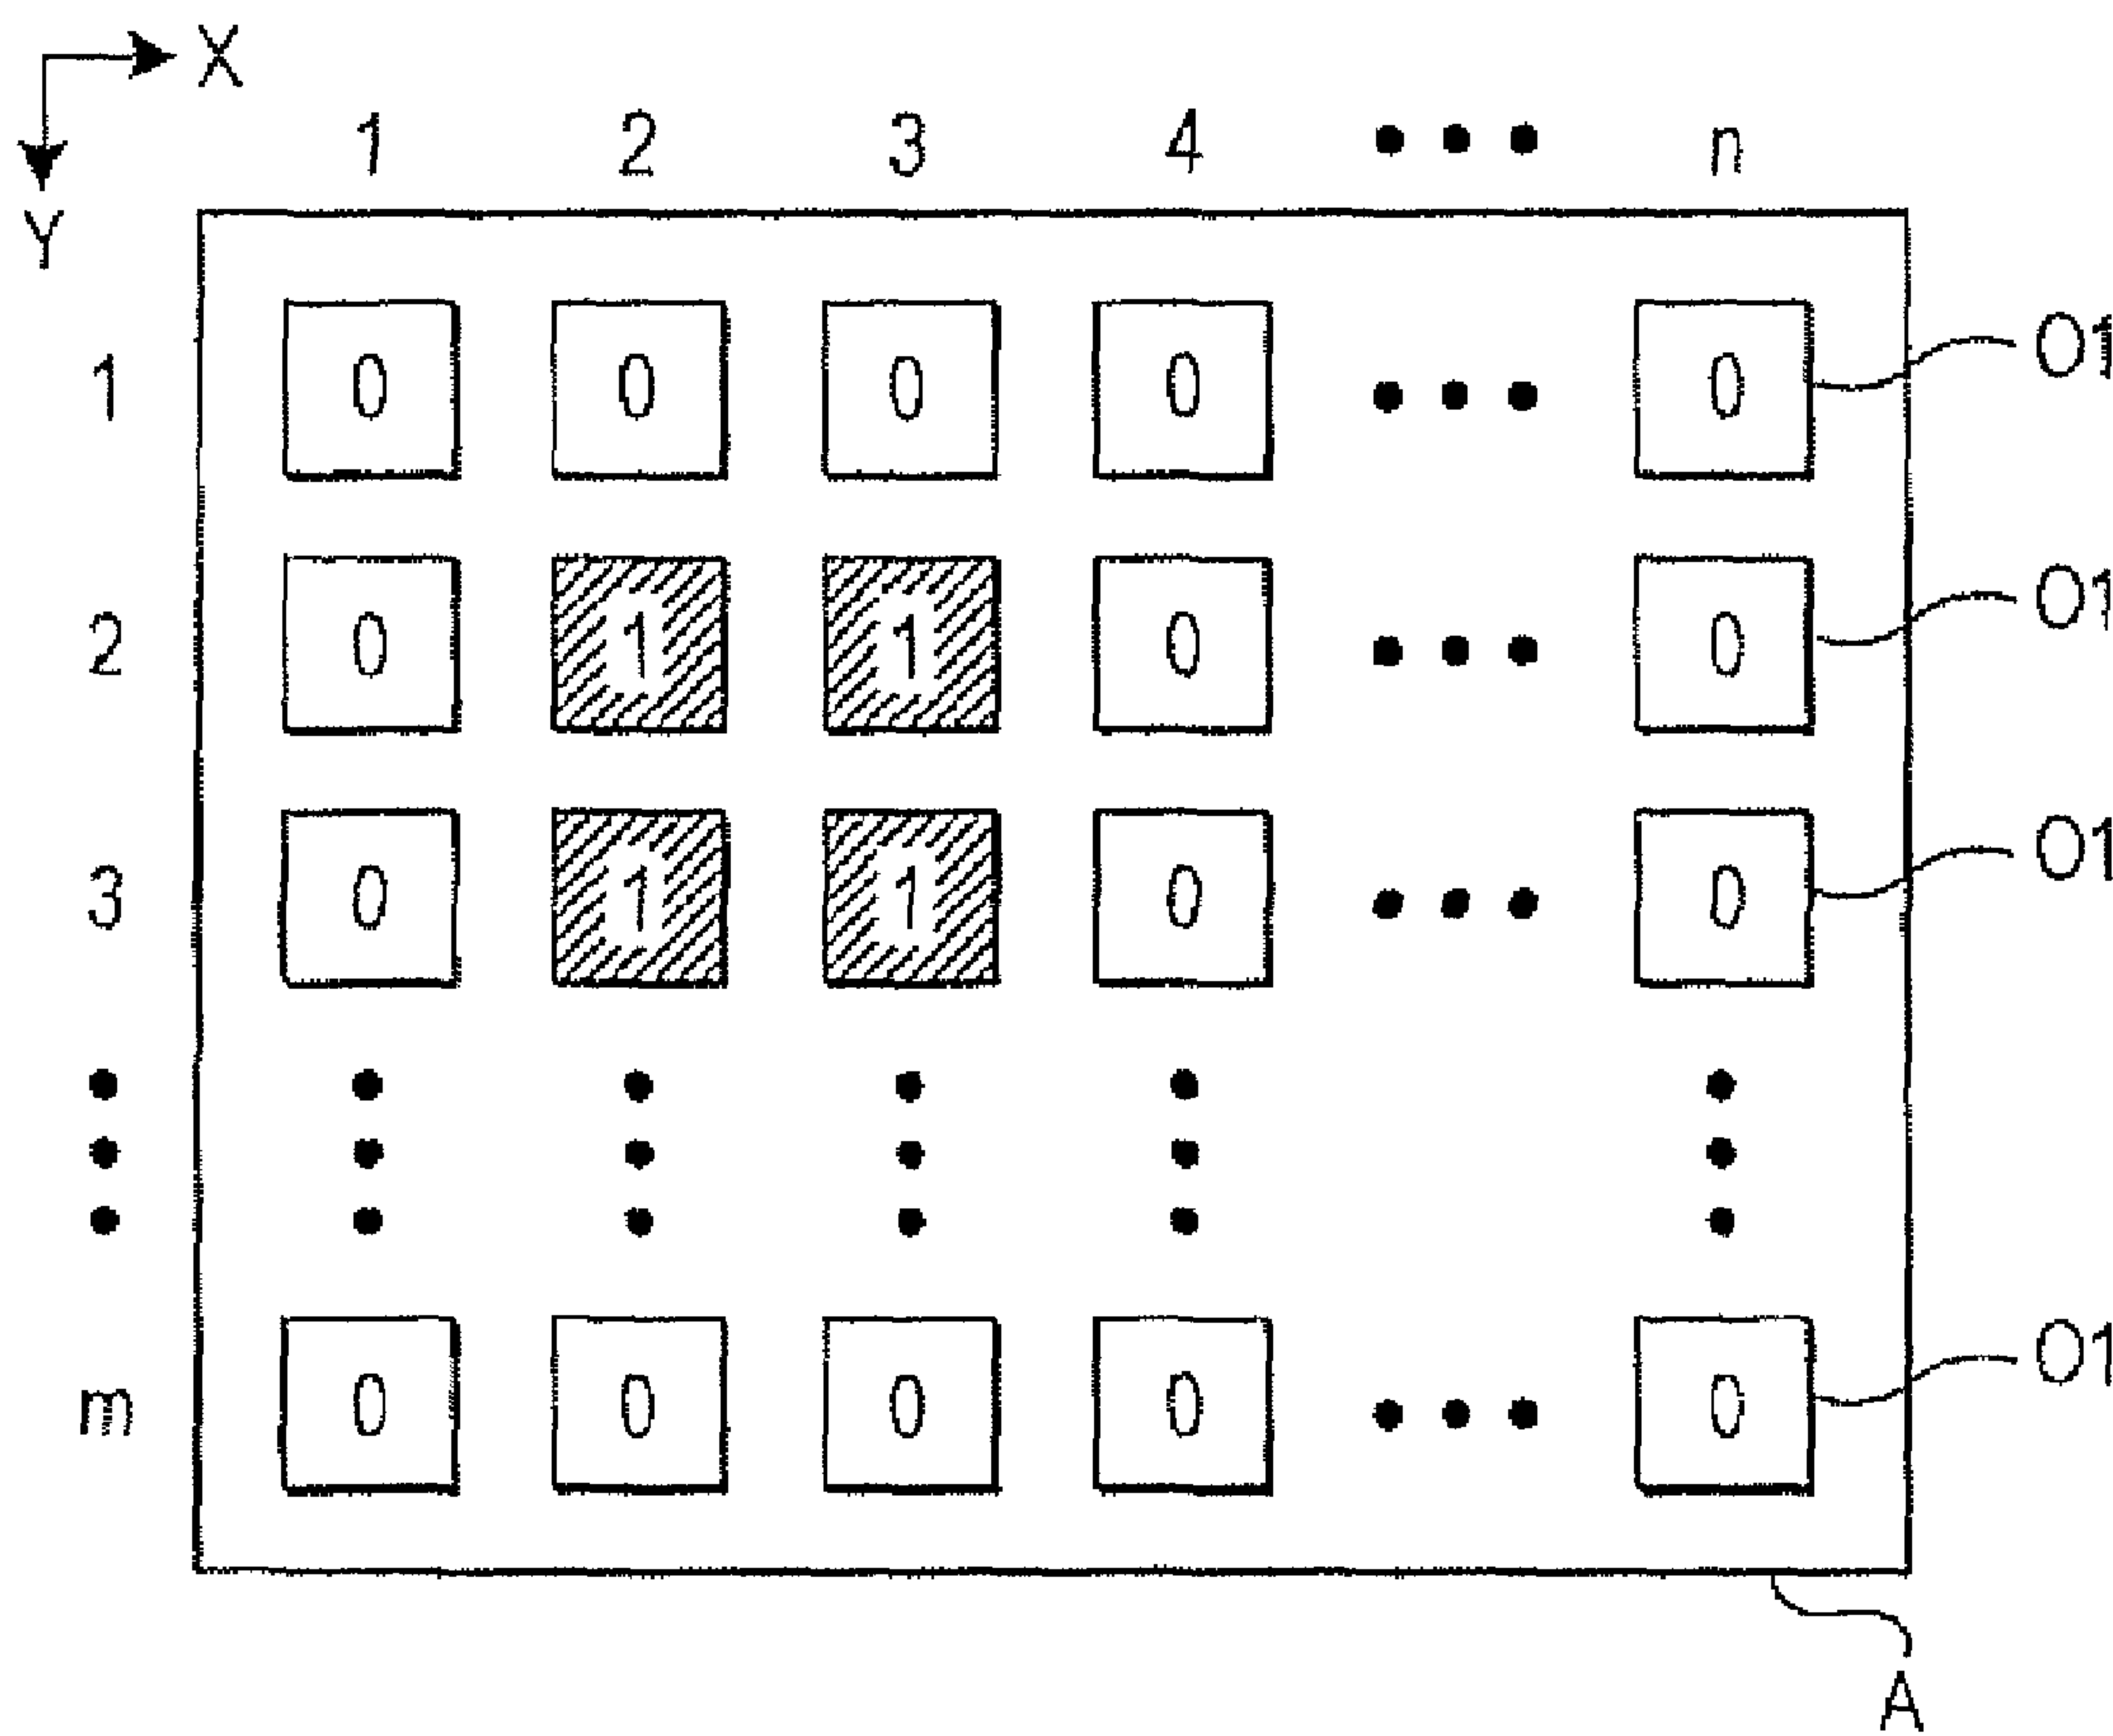 X
1 2 3 4 ••• n
Y
1 0 0 0 0 ••• 0 O1
2 0 1 1 0 ••• 0 O1
3 0 1 1 0 ••• 0 O1
m 0 0 0 0 ••• 0 O1
A